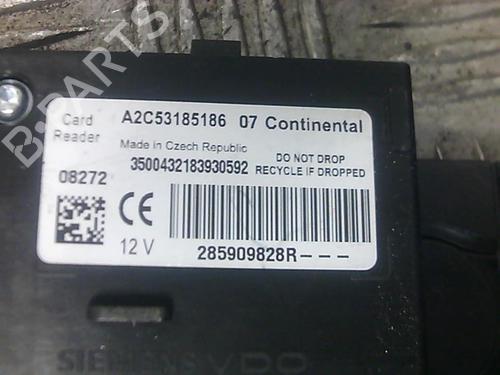 B-PARTS
Card Reader
A2C53185186 07 Continental
Made in Czech Republic
3500432183930592
DO NOT DROP
RECYCLE IF DROPPED
08272
CE
12 V
285909828R---
SIEMENS VDO